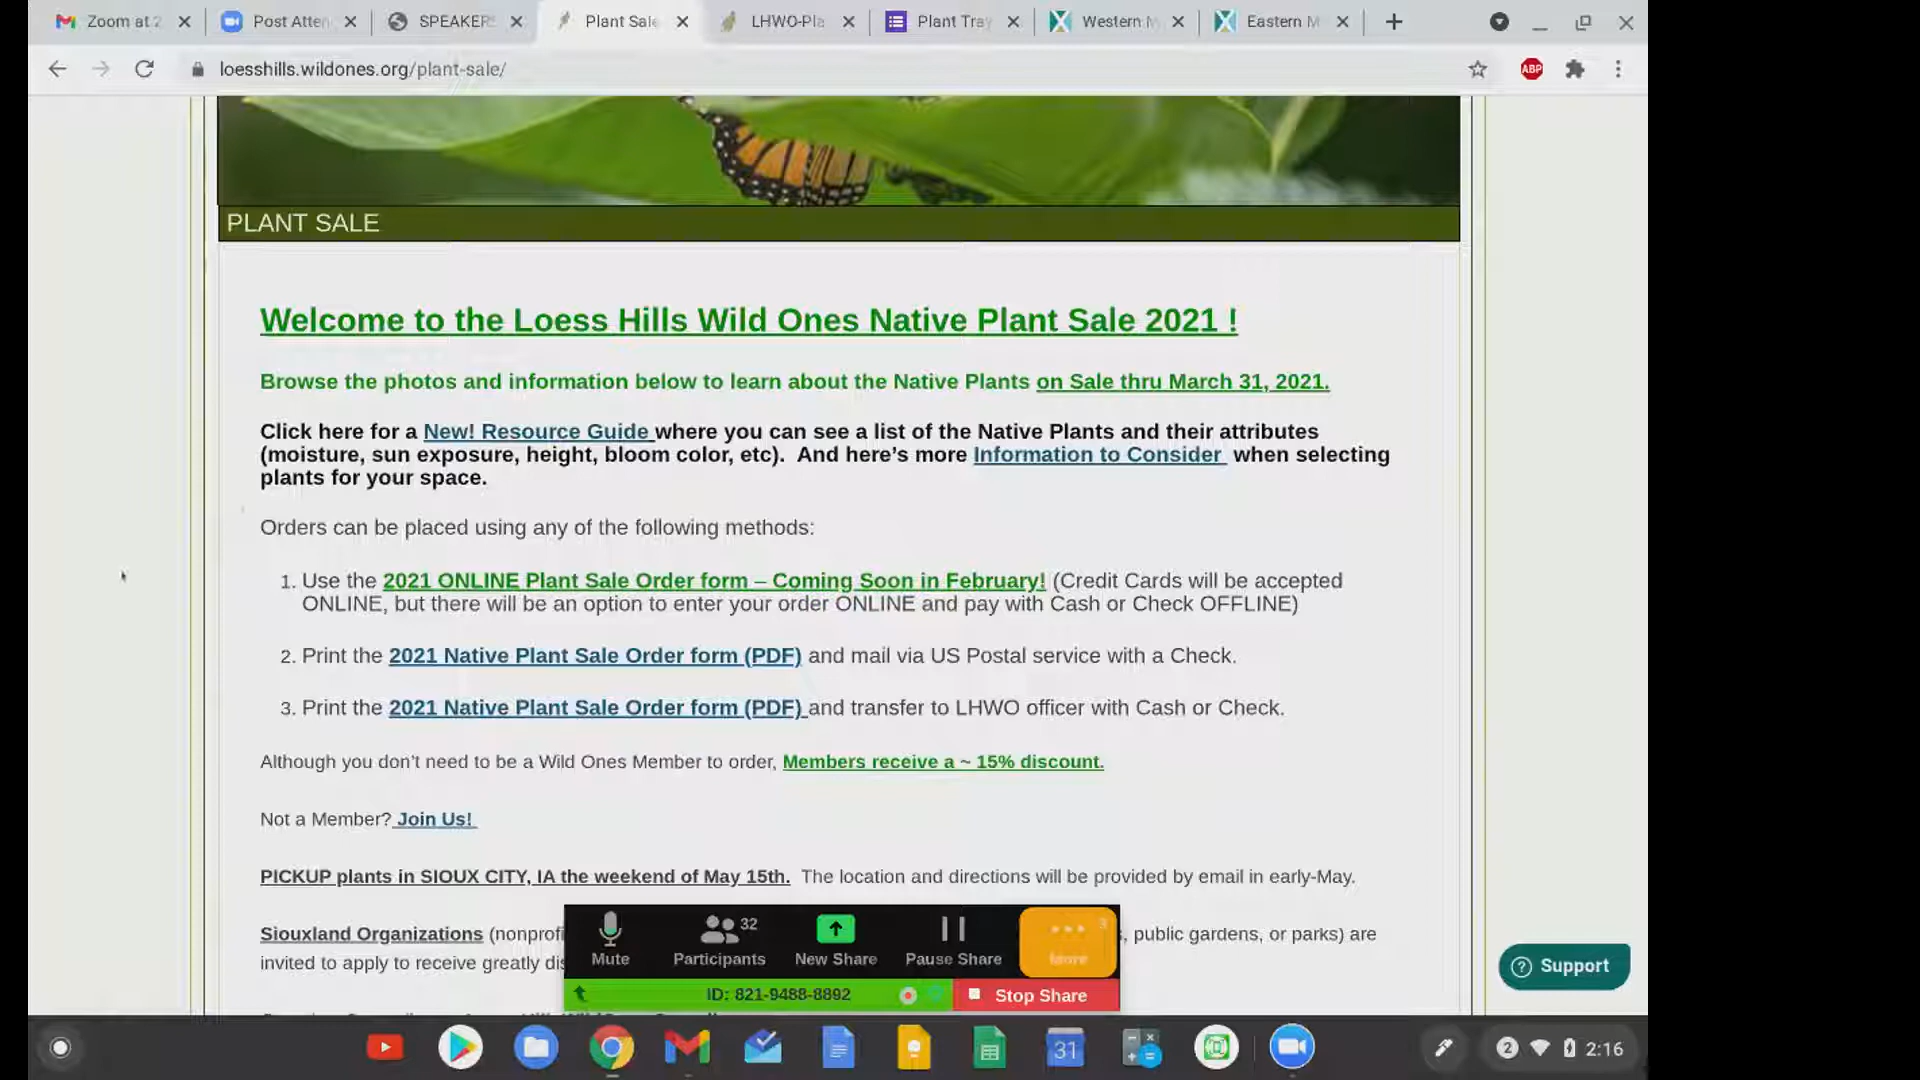 Zoom at 2
Post Atten
SPEAKER
Plant Sale
LHWO-Pla
Plant Tray
Western M
Eastern M
loesshills.wildones.org/plant-sale/
ABP
PLANT SALE
Welcome to the Loess Hills Wild Ones Native Plant Sale 2021 !
Browse the photos and information below to learn about the Native Plants on Sale thru March 31, 2021.
Click here for a New! Resource Guide where you can see a list of the Native Plants and their attributes
(moisture, sun exposure, height, bloom color, etc). And here's more Information to Consider when selecting
plants for your space.
Orders can be placed using any of the following methods:
1. Use the 2021 ONLINE Plant Sale Order form – Coming Soon in February! (Credit Cards will be accepted
ONLINE, but there will be an option to enter your order ONLINE and pay with Cash or Check OFFLINE)
2. Print the 2021 Native Plant Sale Order form (PDF) and mail via US Postal service with a Check.
3. Print the 2021 Native Plant Sale Order form (PDF) and transfer to LHWO officer with Cash or Check.
Although you don't need to be a Wild Ones Member to order, Members receive a ~ 15% discount.
Not a Member? Join Us!
PICKUP plants in SIOUX CITY, IA the weekend of May 15th. The location and directions will be provided by email in early-May.
Siouxland Organizations (nonprofi , public gardens, or parks) are
invited to apply to receive greatly dis
Mute
32
Participants
New Share
Pause Share
3
More
ID: 821-9488-8892
Stop Share
Support
31
2
2:16